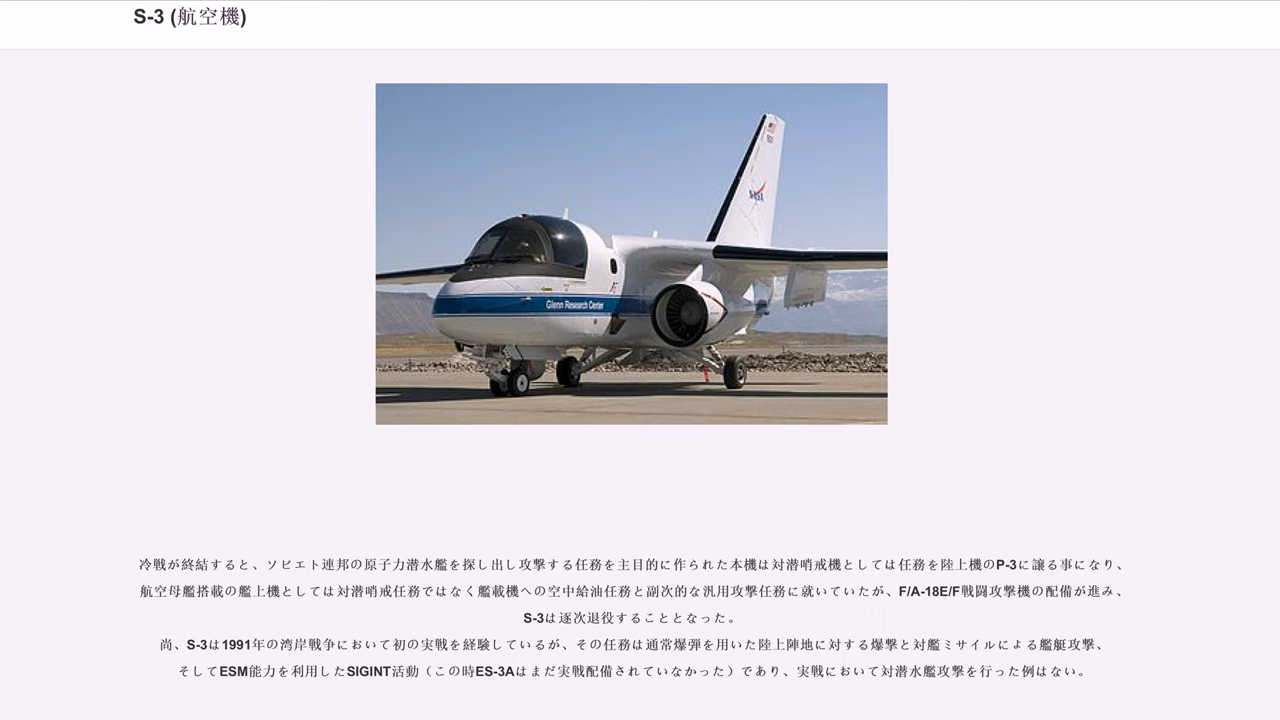 S-3 (航空機)
NASA
Glenn Research Center
冷戦が終結すると、ソビエト連邦の原子力潜水艦を探し出し攻撃する任務を主目的に作られた本機は対潜哨戒機としては任務を陸上機のP-3に譲る事になり、
航空母艦搭載の艦上機としては対潜哨戒任務ではなく艦載機への空中給油任務と副次的な汎用攻撃任務に就いていたが、F/A-18E/F戦闘攻撃機の配備が進み、
S-3は逐次退役することとなった。
尚、S-3は1991年の湾岸戦争において初の実戦を経験しているが、その任務は通常爆弾を用いた陸上陣地に対する爆撃と対艦ミサイルによる艦艇攻撃、
そしてESM能力を利用したSIGINT活動（この時ES-3Aはまだ実戦配備されていなかった）であり、実戦において対潜水艦攻撃を行った例はない。